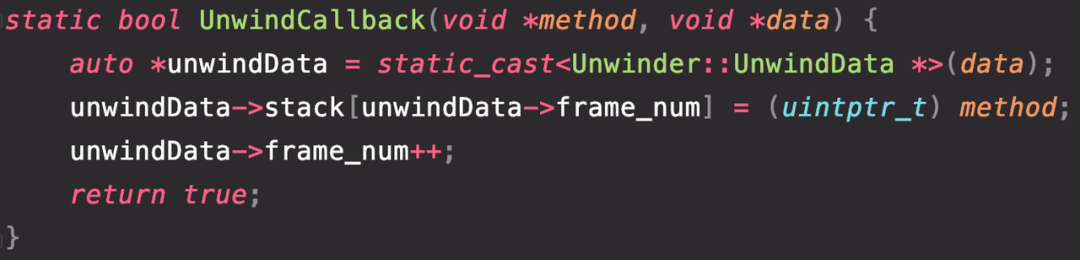 static bool UnwindCallback(void *method, void *data) {
    auto *unwindData = static_cast<Unwinder::UnwindData *>(data);
    unwindData->stack[unwindData->frame_num] = (uintptr_t) method;
    unwindData->frame_num++;
    return true;
}